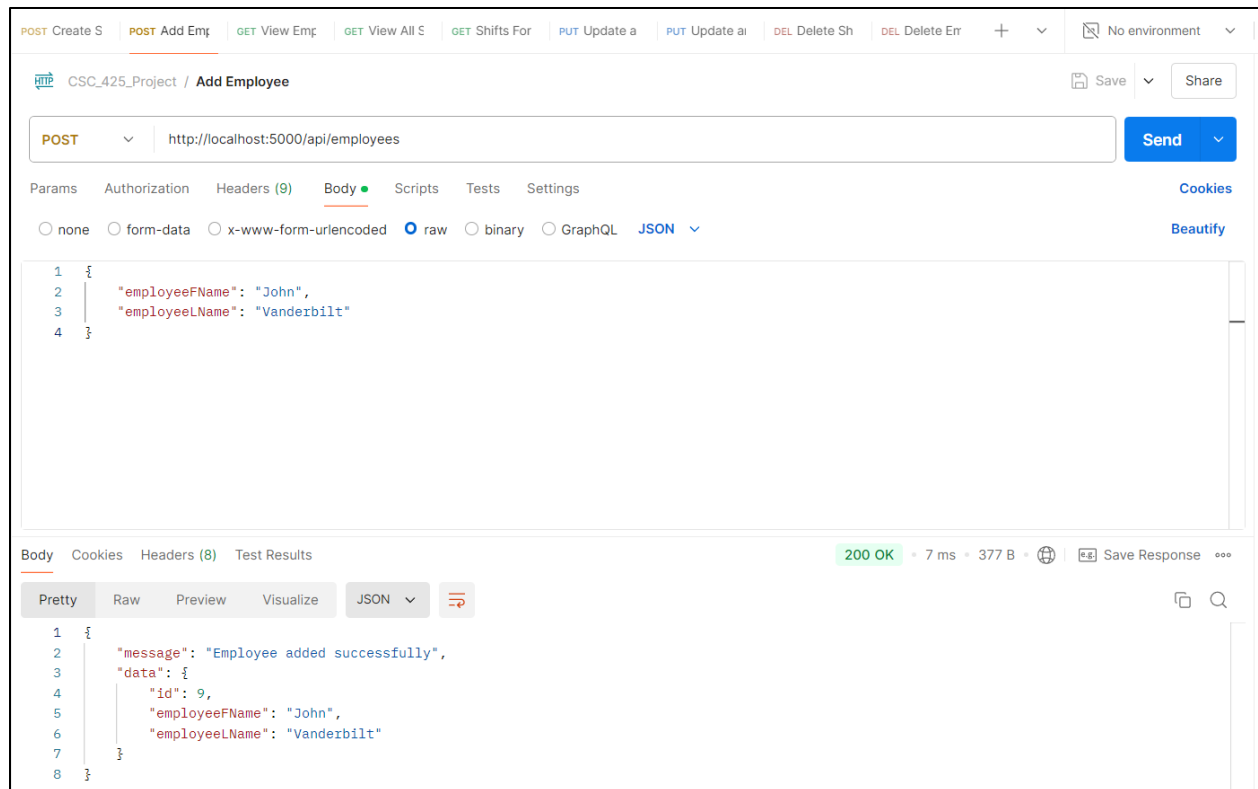 POST Create S POST Add Emp GET View Emp GET View All S GET Shifts For PUT Update a PUT Update a DEL Delete Sh DEL Delete Em No environment
HTTP CSC_425_Project / Add Employee Save Share
POST http://localhost:5000/api/employees Send
Params Authorization Headers (9) Body Scripts Tests Settings Cookies
none form-data x-www-form-urlencoded raw binary GraphQL JSON Beautify
1 {
2 "employeeFName": "John",
3 "employeeLName": "Vanderbilt"
4 }
Body Cookies Headers (8) Test Results 200 OK 7 ms 377 B e.g. Save Response
Pretty Raw Preview Visualize JSON
1 {
2 "message": "Employee added successfully",
3 "data": {
4 "id": 9,
5 "employeeFName": "John",
6 "employeeLName": "Vanderbilt"
7 }
8 }